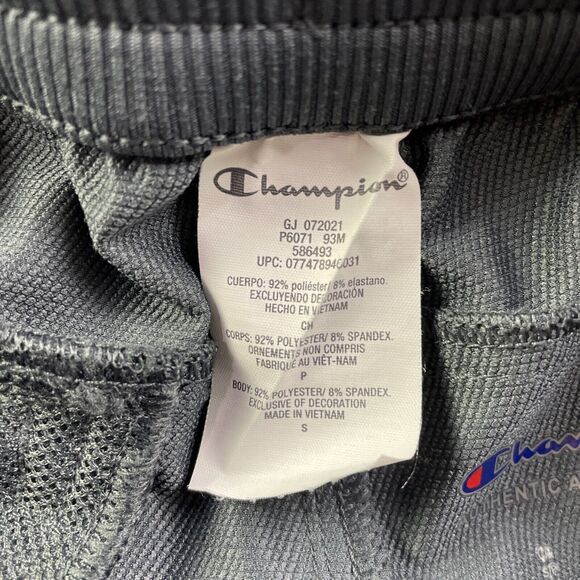 Champion®
GJ 072021
P6071 93M
586493
UPC: 077478946031
CUERPO: 92% poliéster/ 8% elastano.
EXCLUYENDO DECORACIÓN
HECHO EN VIETNAM
CH
CORPS: 92% POLYESTER/ 8% SPANDEX.
ORNEMENTS NON COMPRIS
FABRIQUÉ AU VIÊT-NAM
P
BODY: 92% POLYESTER/ 8% SPANDEX.
EXCLUSIVE OF DECORATION
MADE IN VIETNAM
S